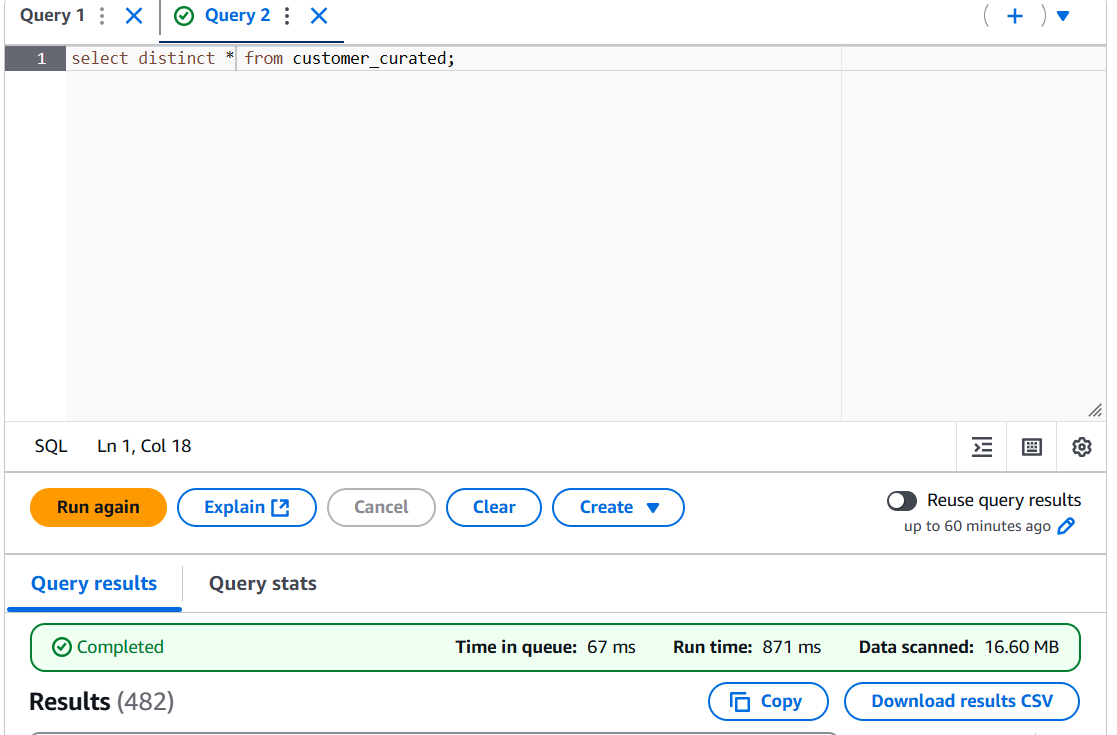 Query 1 Query 2
1 select distinct * from customer_curated;
SQL Ln 1, Col 18
Run again Explain Cancel Clear Create Reuse query results
up to 60 minutes ago
Query results Query stats
Completed Time in queue: 67 ms Run time: 871 ms Data scanned: 16.60 MB
Results (482) Copy Download results CSV